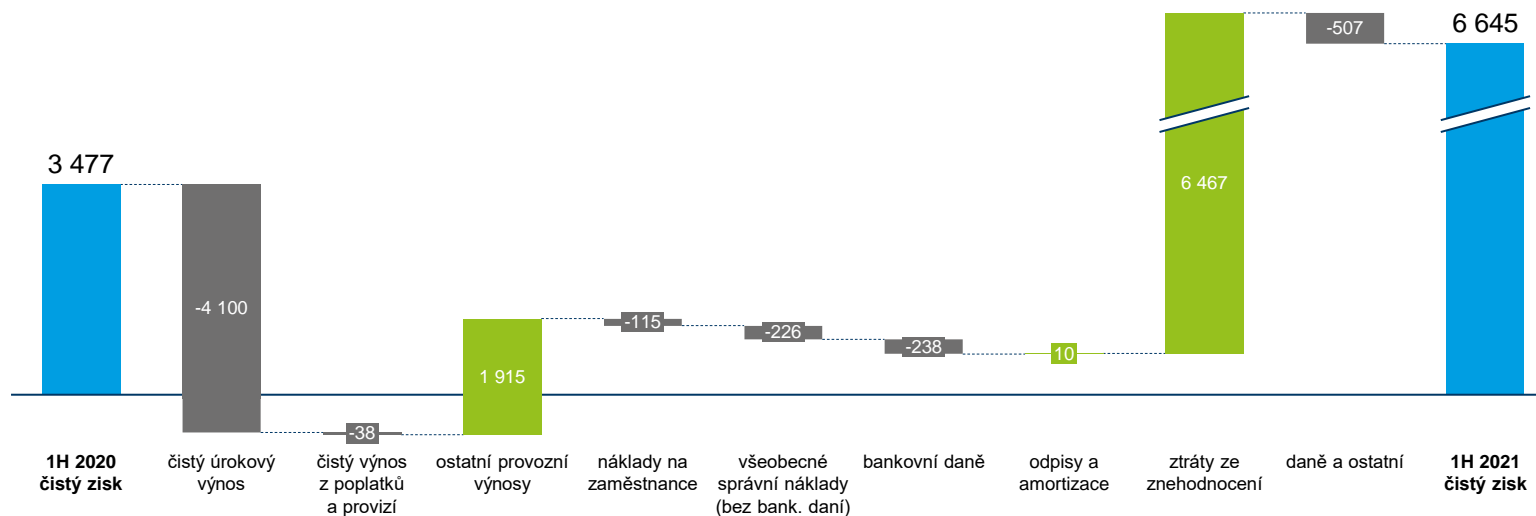 3 477
-4 100
-38
1 915
-115
-226
-238
10
6 467
-507
6 645
1H 2020
čistý zisk
čistý úrokový
výnos
čistý výnos
z poplatků
a provizí
ostatní provozní
výnosy
náklady na
zaměstnance
všeobecné
správní náklady
(bez bank. daní)
bankovní daně
odpisy a
amortizace
ztráty ze
znehodnocení
daně a ostatní
1H 2021
čistý zisk